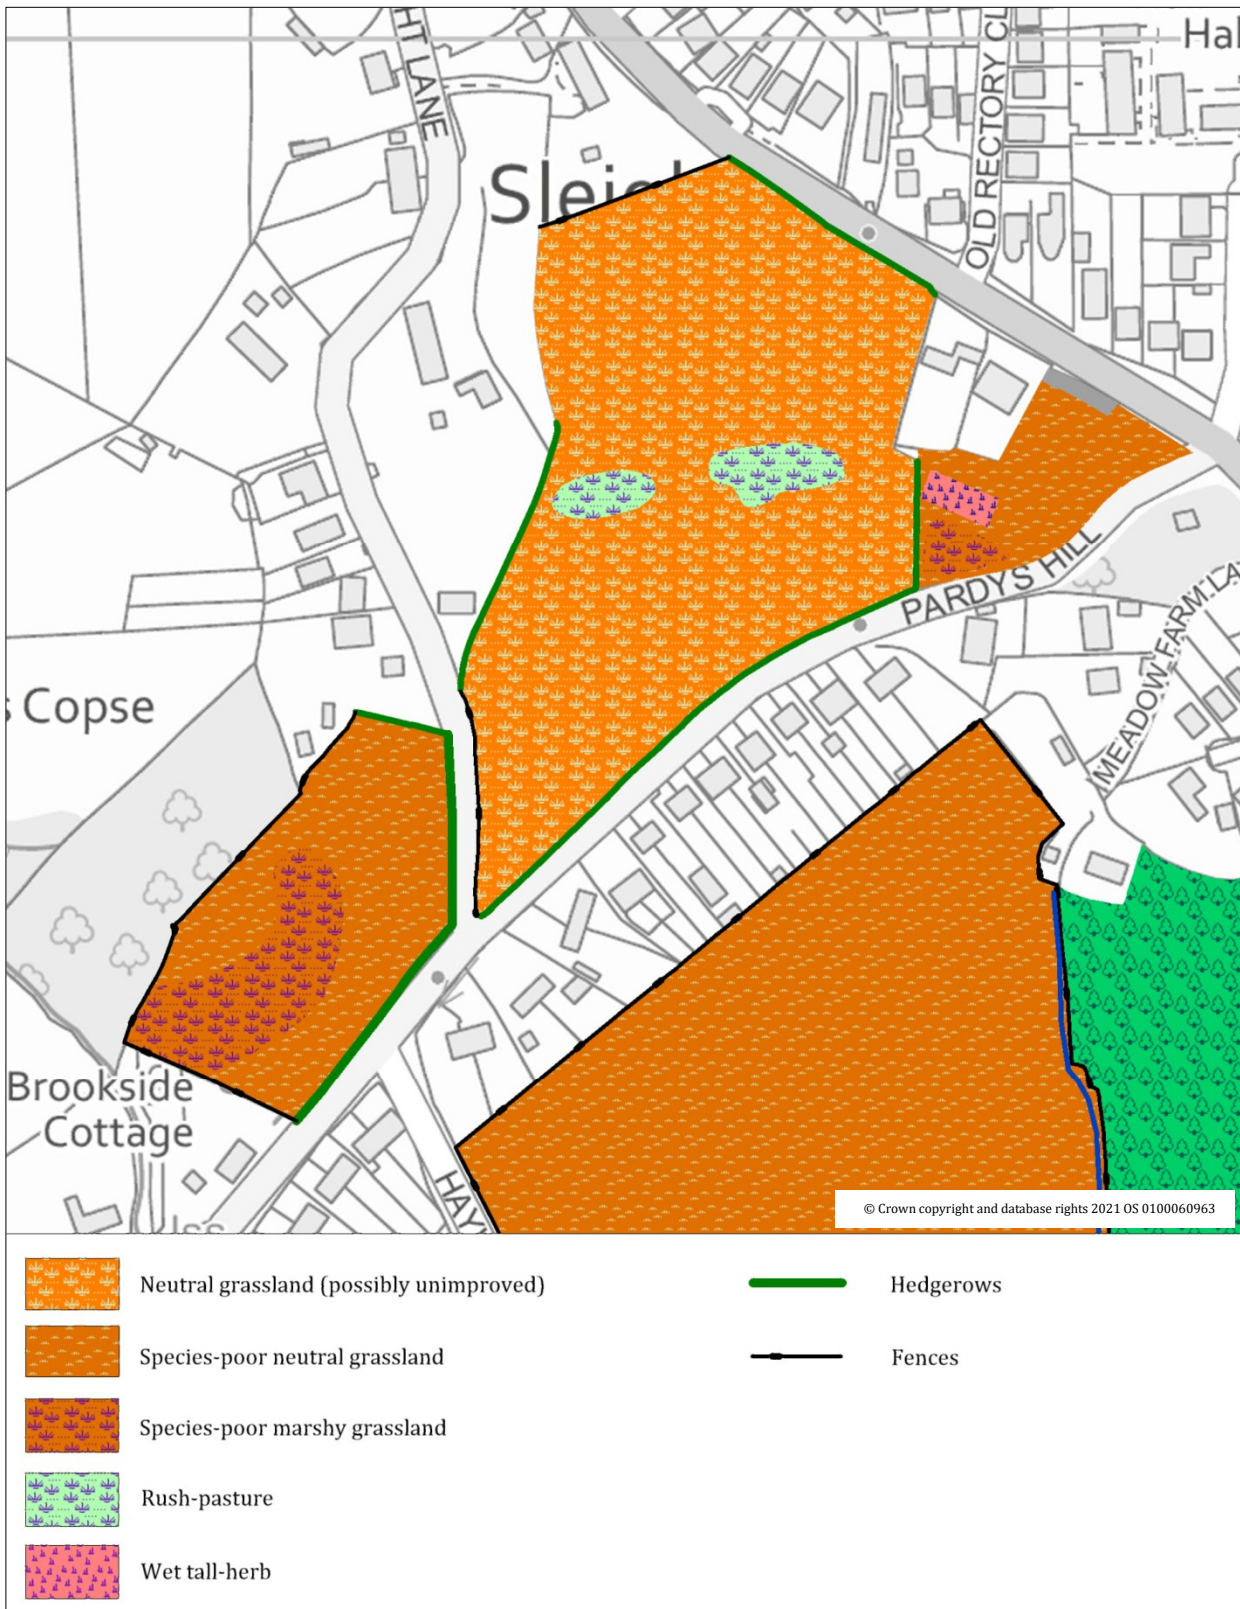 Hal
HT LANE
OLD RECTORY CL
Sleigh
PARDYS HILL
MEADOW FARM LA
s Copse
Brookside
Cottage
HAY
© Crown copyright and database rights 2021 OS 0100060963
Neutral grassland (possibly unimproved)
Hedgerows
Species-poor neutral grassland
Fences
Species-poor marshy grassland
Rush-pasture
Wet tall-herb